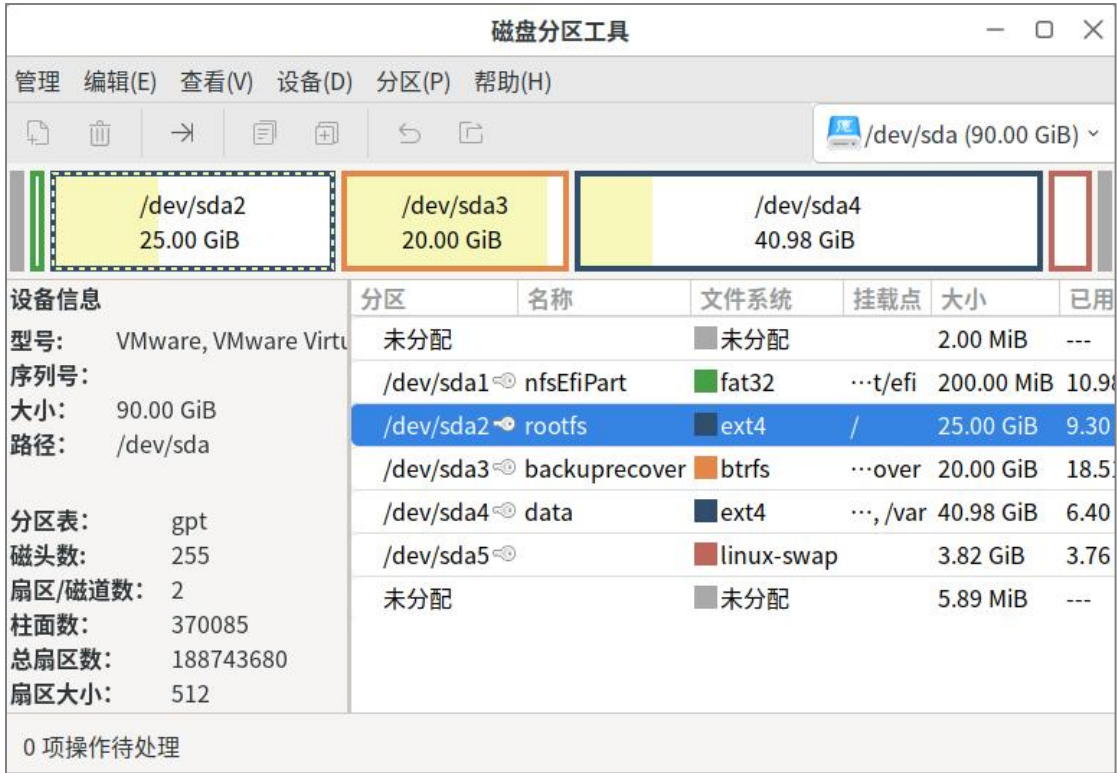 磁盘分区工具
管理 编辑(E) 查看(V) 设备(D) 分区(P) 帮助(H)
/dev/sda (90.00 GiB)
/dev/sda2 /dev/sda3 /dev/sda4
25.00 GiB 20.00 GiB 40.98 GiB
设备信息
型号: VMware, VMware Virtu
序列号:
大小: 90.00 GiB
路径: /dev/sda
分区表: gpt
磁头数: 255
扇区/磁道数: 2
柱面数: 370085
总扇区数: 188743680
扇区大小: 512
分区 名称 文件系统 挂载点 大小 已用
未分配 未分配 2.00 MiB ---
/dev/sda1 nfsEfiPart fat32 …t/efi 200.00 MiB 10.9
/dev/sda2 rootfs ext4 / 25.00 GiB 9.30
/dev/sda3 backuprecover btrfs …over 20.00 GiB 18.5
/dev/sda4 data ext4 …, /var 40.98 GiB 6.40
/dev/sda5 linux-swap 3.82 GiB 3.76
未分配 未分配 5.89 MiB ---
0 项操作待处理